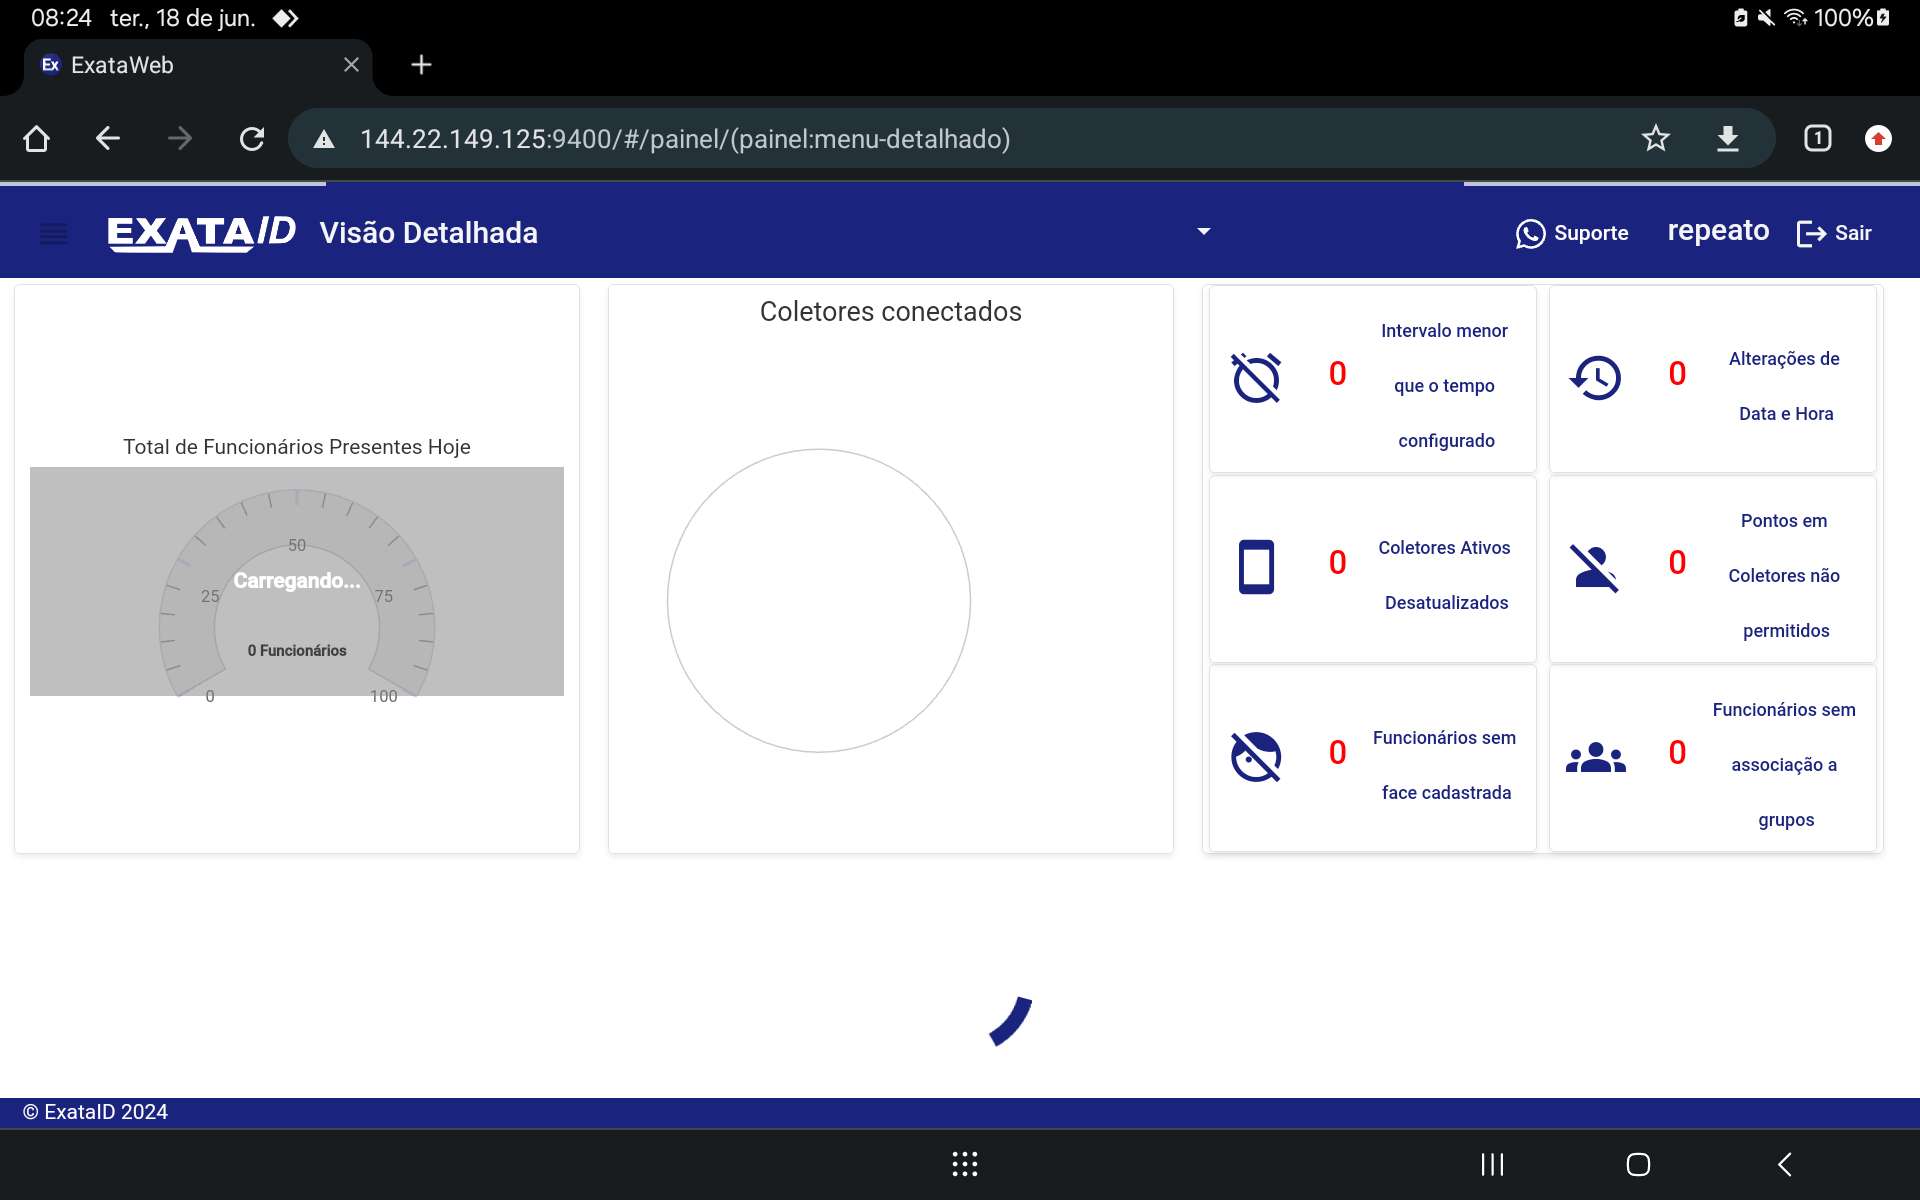 08:24 ter., 18 de jun.
100%
Ex ExataWeb
144.22.149.125:9400/#/painel/(painel:menu-detalhado)
1
EXATAID Visão Detalhada
Suporte
repeato
Sair
Total de Funcionários Presentes Hoje
50
Carregando...
25
75
0 Funcionários
0
100
Coletores conectados
0
Intervalo menor
que o tempo
configurado
0
Alterações de
Data e Hora
0
Coletores Ativos
Desatualizados
0
Pontos em
Coletores não
permitidos
0
Funcionários sem
face cadastrada
0
Funcionários sem
associação a
grupos
© ExataID 2024